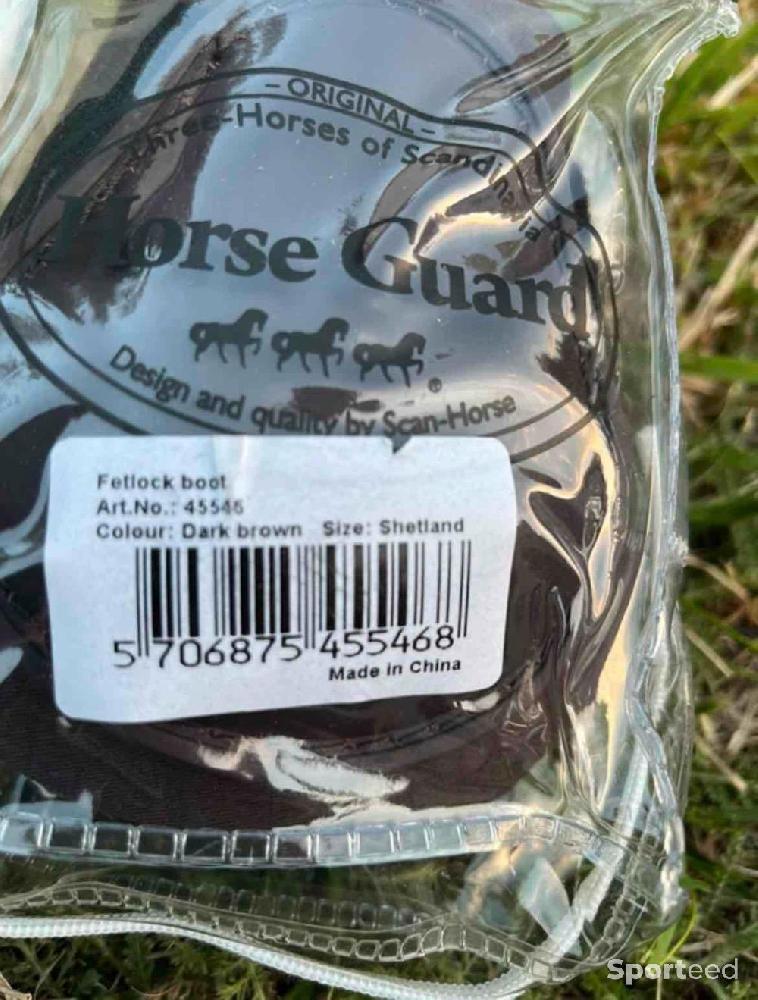 - ORIGINAL -
Three-Horses of Scandinavia
Horse Guard
®
Design and quality by Scan-Horse
Fetlock boot
Art.No.: 45546
Colour: Dark brown Size: Shetland
5 706875 455468
Made in China
Sporteed